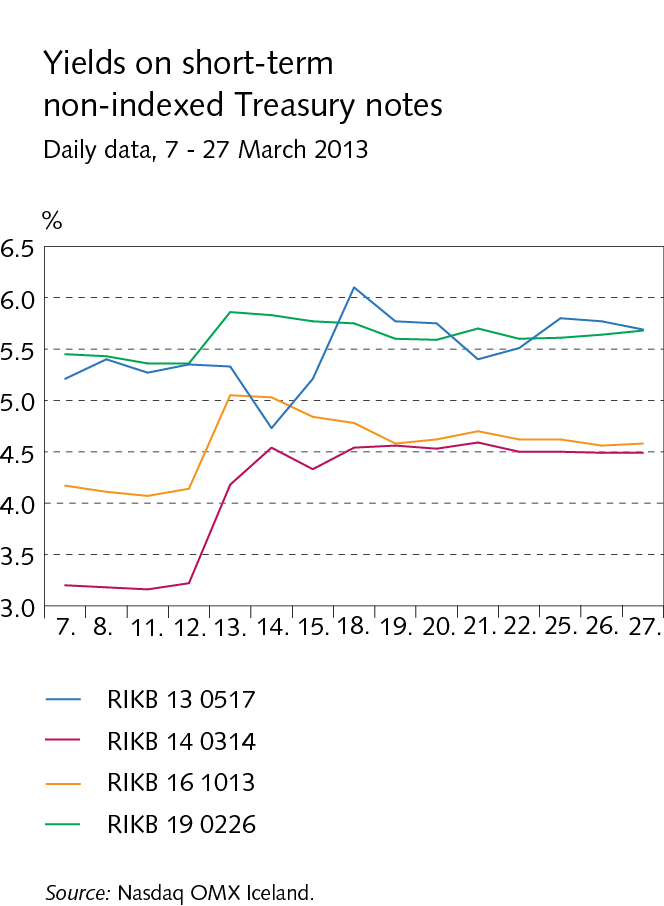 Yields on short-term
non-indexed Treasury notes
Daily data, 7 - 27 March 2013
%
6.5
6.0
5.5
5.0
4.5
4.0
3.5
3.0
7. 8. 11. 12. 13. 14. 15. 18. 19. 20. 21. 22. 25. 26. 27.
RIKB 13 0517
RIKB 14 0314
RIKB 16 1013
RIKB 19 0226
Source: Nasdaq OMX Iceland.